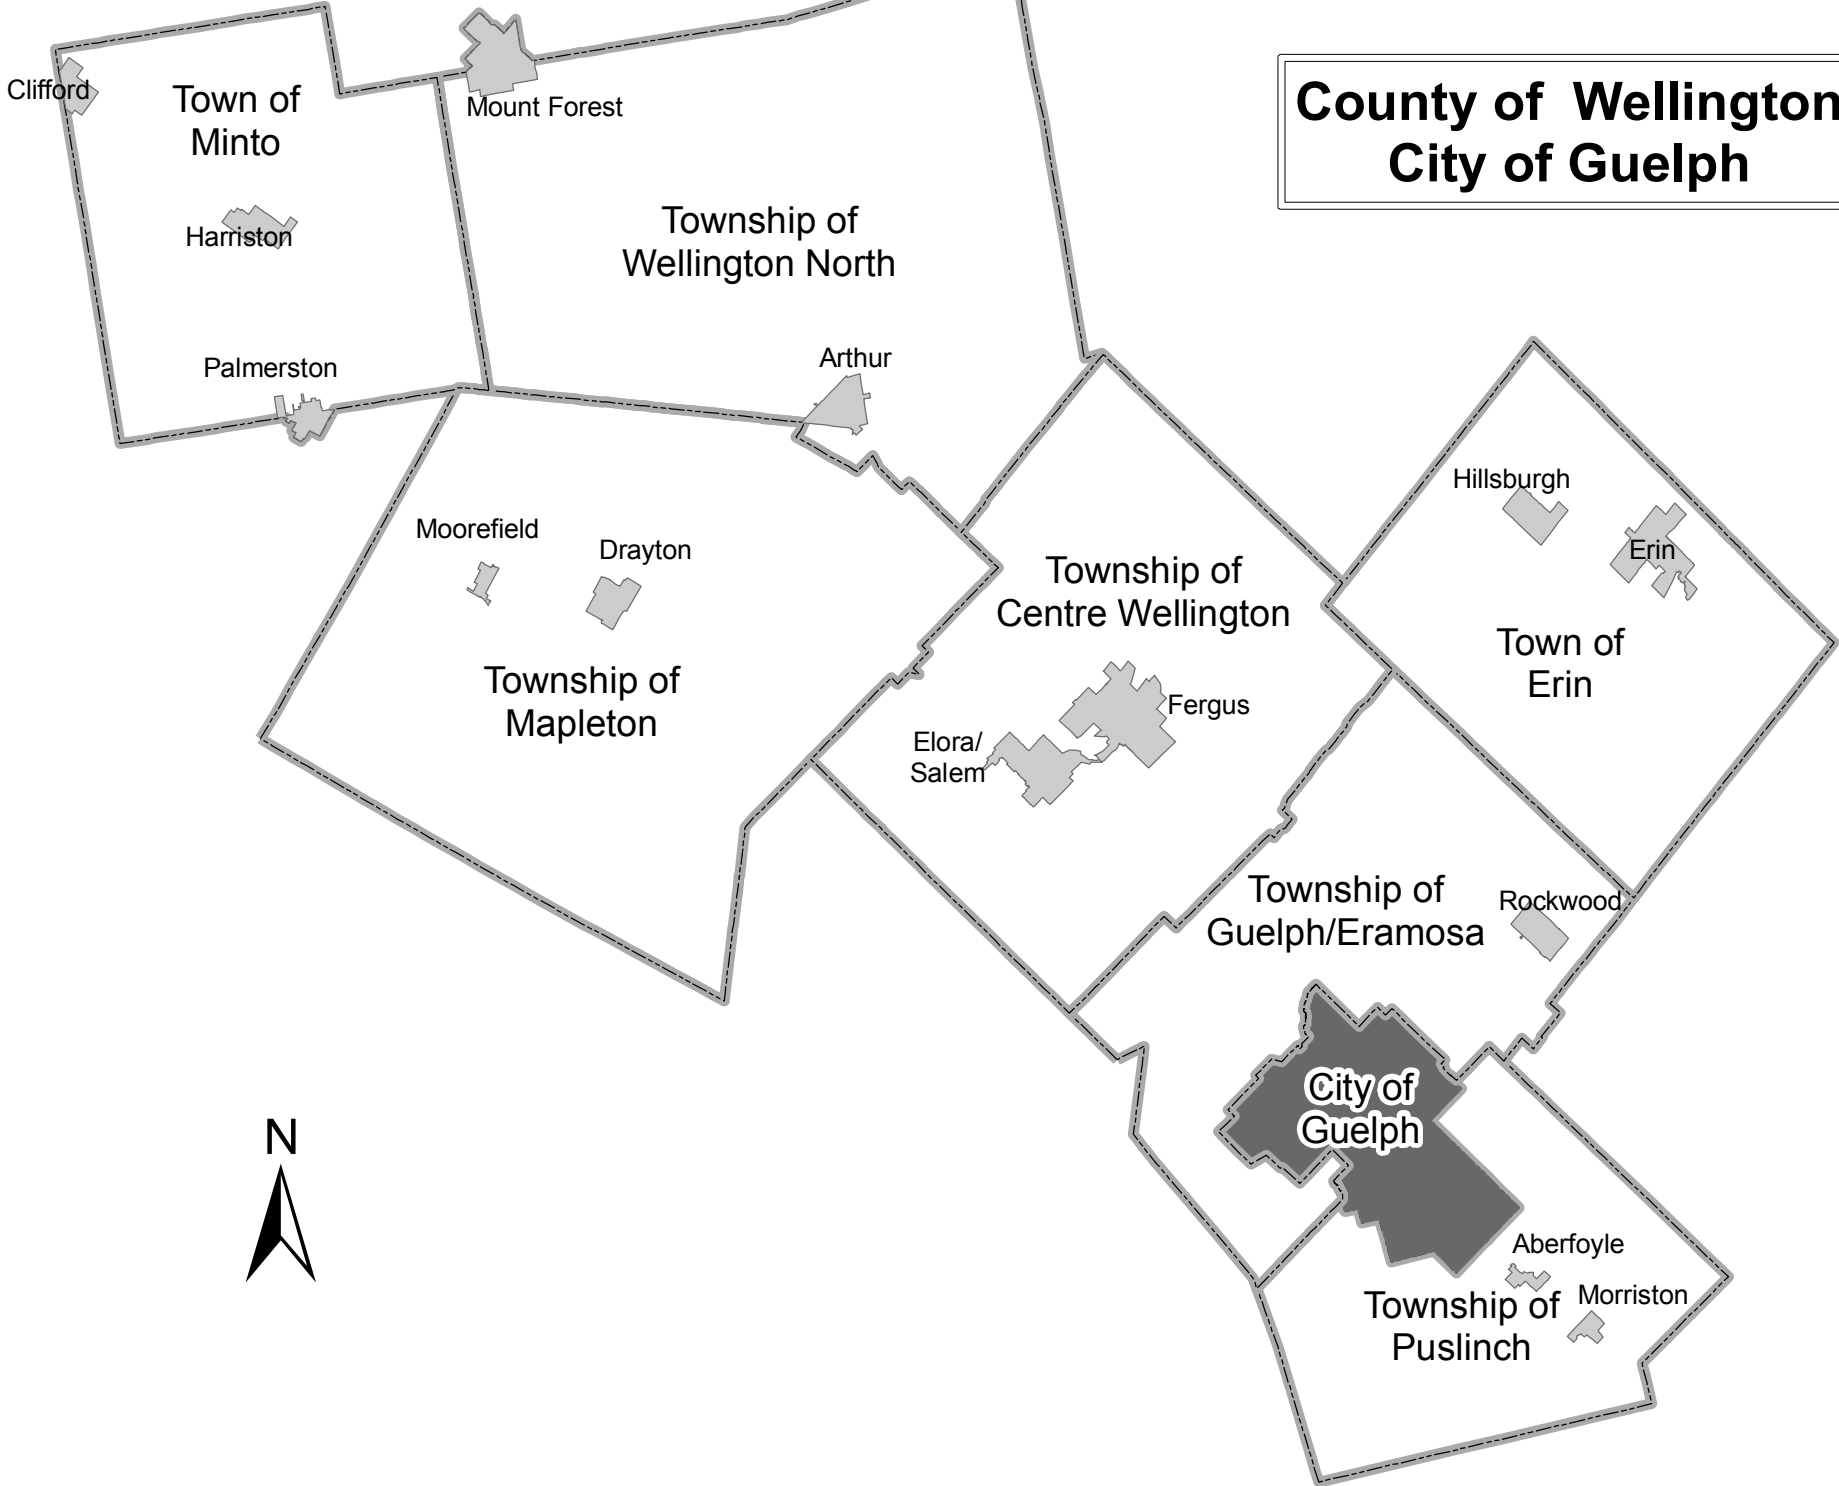 County of Wellington
City of Guelph
Clifford
Town of
Minto
Mount Forest
Harriston
Township of
Wellington North
Palmerston
Arthur
Hillsburgh
Erin
Moorefield
Drayton
Township of
Centre Wellington
Town of
Erin
Township of
Mapleton
Fergus
Elora/
Salem
Township of
Guelph/Eramosa
Rockwood
City of
Guelph
N
Aberfoyle
Morriston
Township of
Puslinch